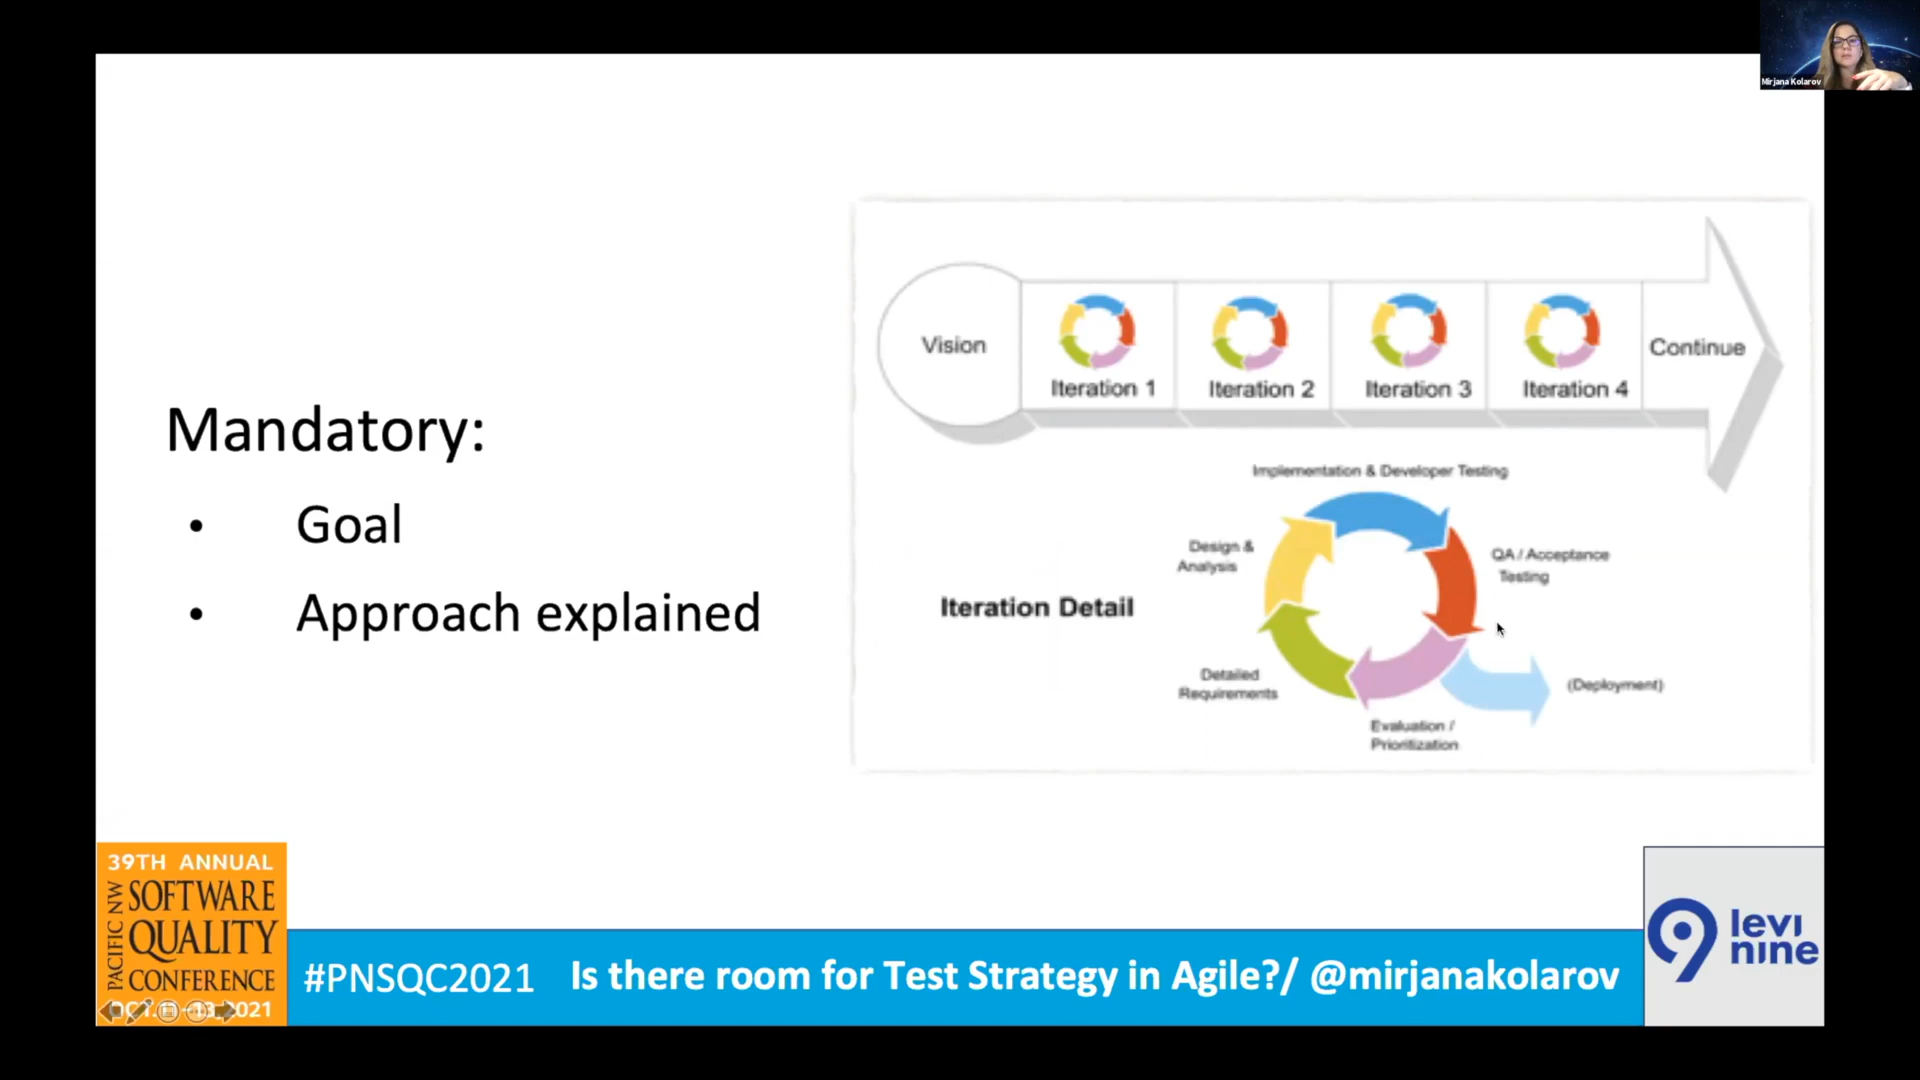 Mirjana Kolarov
Vision
Iteration 1
Iteration 2
Iteration 3
Iteration 4
Continue
Mandatory:
• Goal
• Approach explained
Implementation & Developer Testing
Design &
Analysis
QA / Acceptance
Testing
Iteration Detail
Detailed
Requirements
(Deployment)
Evaluation /
Prioritization
39TH ANNUAL
PACIFIC NW
SOFTWARE
QUALITY
CONFERENCE
2021
#PNSQC2021 Is there room for Test Strategy in Agile?/ @mirjanakolarov
9 levi
nine